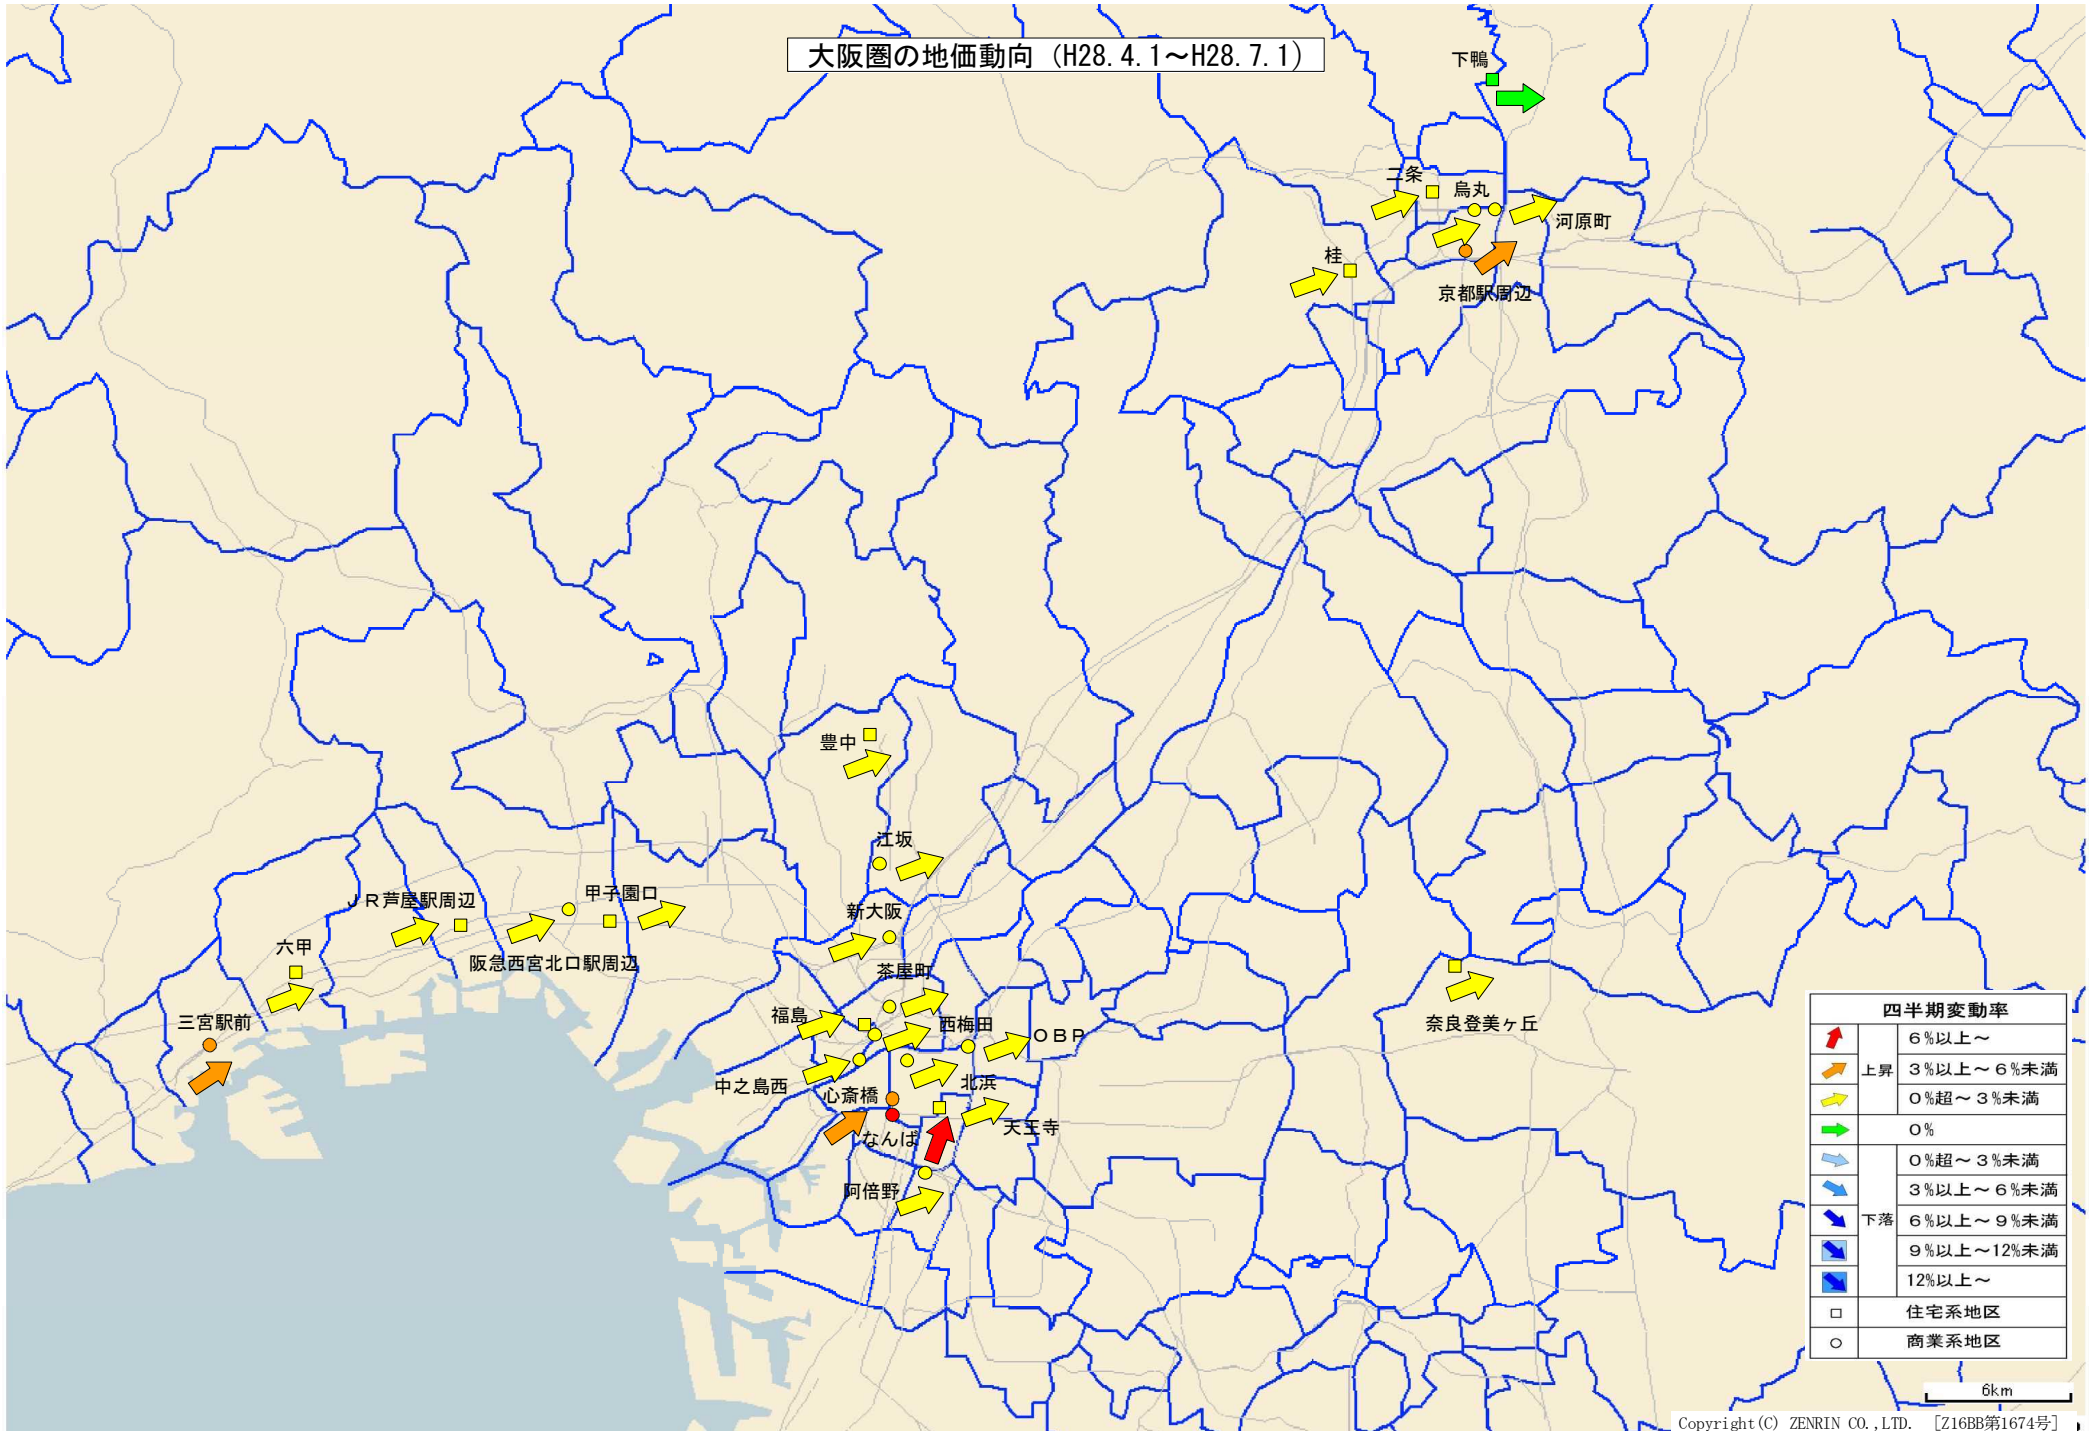 大阪圏の地価動向（H28.4.1～H28.7.1）
下鴨
二条
烏丸
河原町
桂
京都駅周辺
豊中
江坂
甲子園口
ＪＲ芦屋駅周辺
新大阪
六甲
阪急西宮北口駅周辺
茶屋町
三宮駅前
福島
西梅田
ＯＢＰ
奈良登美ヶ丘
中之島西
北浜
心斎橋
天王寺
なんば
阿倍野
四半期変動率
上昇
６%以上～
３%以上～６%未満
０%超～３%未満
０%
下落
０%超～３%未満
３%以上～６%未満
６%以上～９%未満
９%以上～12%未満
12%以上～
□ 住宅系地区
○ 商業系地区
6km
Copyright(C) ZENRIN CO.,LTD. [Z16BB第1674号]